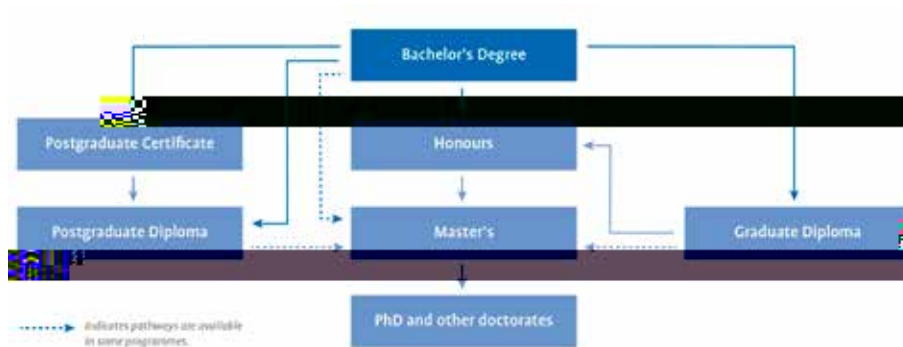 Bachelor's Degree
Postgraduate Certificate
Honours
Postgraduate Diploma
Master's
Graduate Diploma
PhD and other doctorates
Indicates pathways are available
in some programmes.